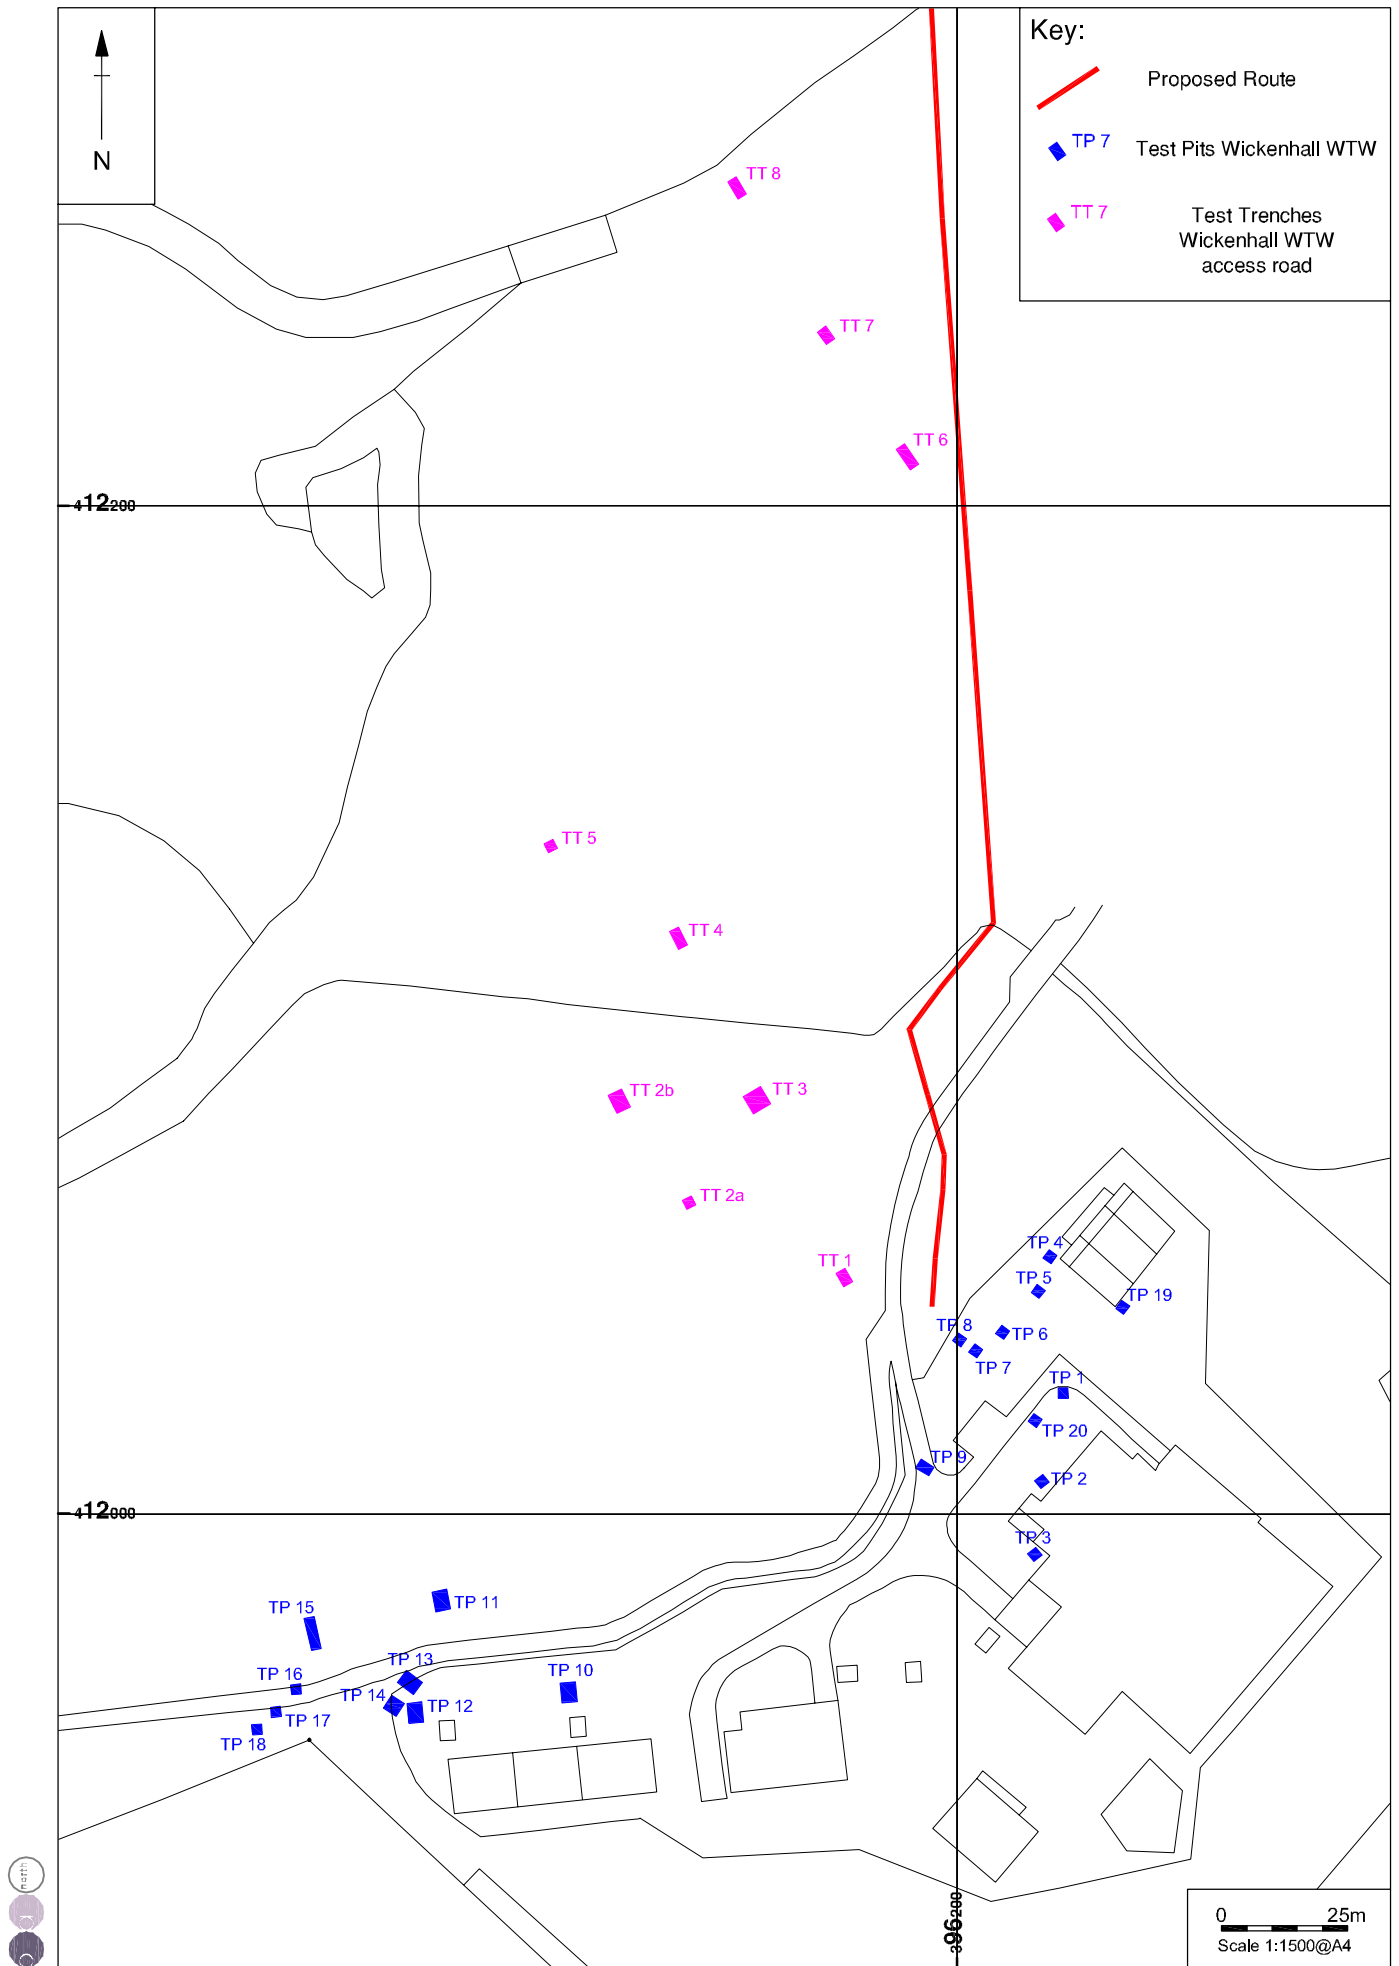 Key:
Proposed Route
N
TP 7 Test Pits Wickenhall WTW
TT 8
TT 7 Test Trenches
Wickenhall WTW
access road
TT 7
TT 6
412200
TT 5
TT 4
TT 2b
TT 3
TT 2a
TT 1
TP 4
TP 5
TP 19
TP 8
TP 6
TP 7
TP 1
TP 20
TP 9
TP 2
412000
TP 3
TP 11
TP 15
TP 13
TP 16
TP 10
TP 14
TP 12
TP 17
TP 18
north
396200
0 25m
Scale 1:1500@A4